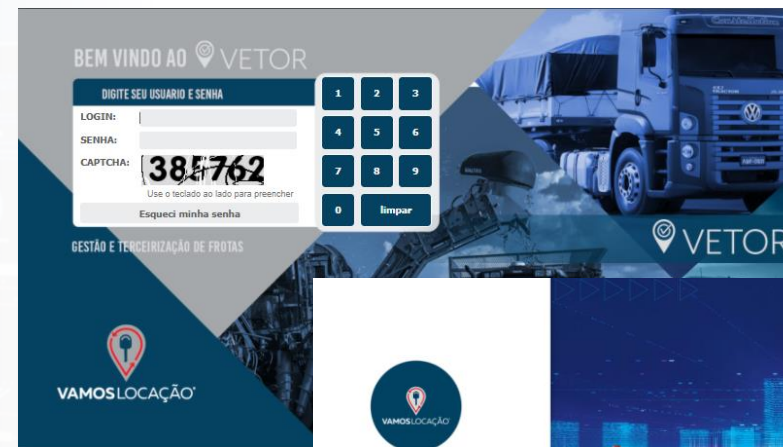 BEM VINDO AO VETOR
DIGITE SEU USUARIO E SENHA
LOGIN:
SENHA:
CAPTCHA:
385762
Use o teclado ao lado para preencher
Esqueci minha senha
1 2 3
4 5 6
7 8 9
0 limpar
GESTÃO E TERCEIRIZAÇÃO DE FROTAS
VETOR
Constellation
VAMOSLOCAÇÃO
VAMOSLOCAÇÃO